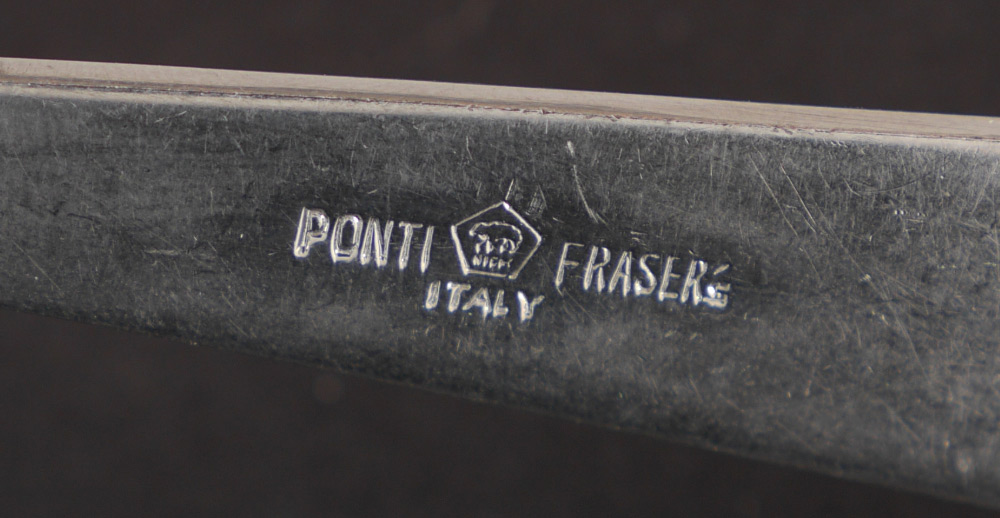 PONTI FRASER'S
ITALY